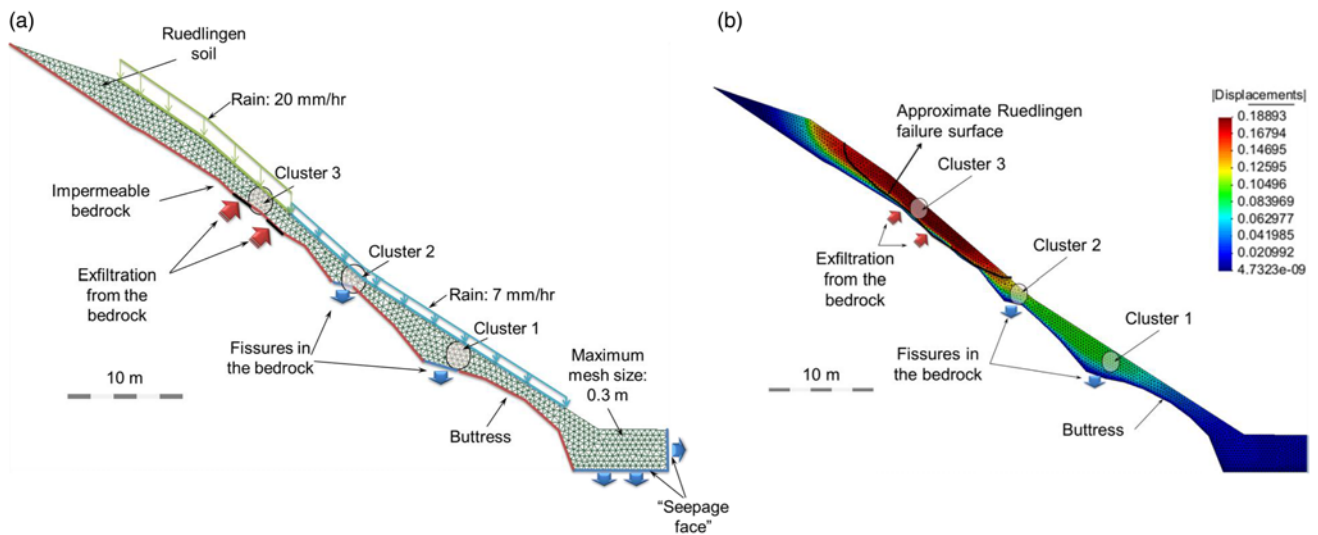 (a)
Ruedlingen
soil
Rain: 20 mm/hr
Cluster 3
Impermeable
bedrock
Cluster 2
Exfiltration
from the
bedrock
Rain: 7 mm/hr
Cluster 1
Fissures in
the bedrock
Maximum
mesh size:
0.3 m
10 m
Buttress
"Seepage
face"
(b)
|Displacements|
0.18893
0.16794
0.14695
0.12595
0.10496
0.083969
0.062977
0.041985
0.020992
4.7323e-09
Approximate Ruedlingen
failure surface
Cluster 3
Cluster 2
Exfiltration
from the
bedrock
Cluster 1
Fissures in
the bedrock
10 m
Buttress